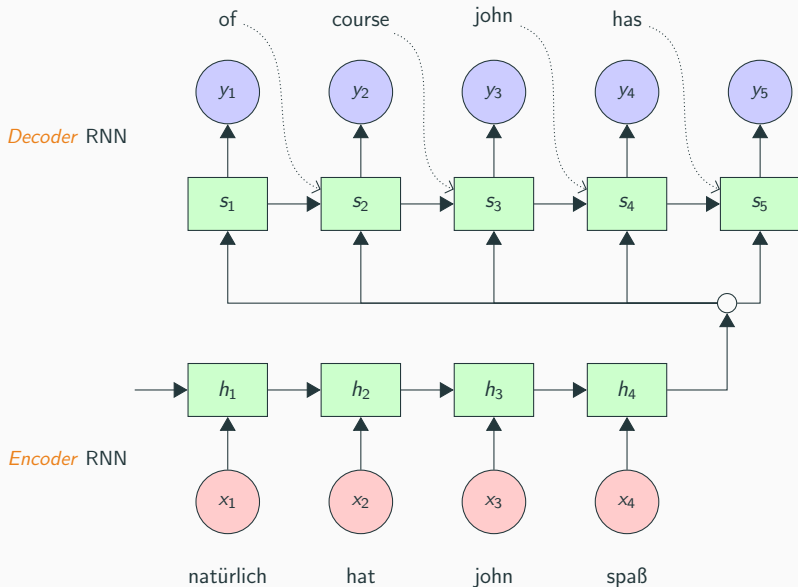 of course john has
y1 y2 y3 y4 y5
Decoder RNN
s1 s2 s3 s4 s5
h1 h2 h3 h4
Encoder RNN
x1 x2 x3 x4
natürlich hat john spaß